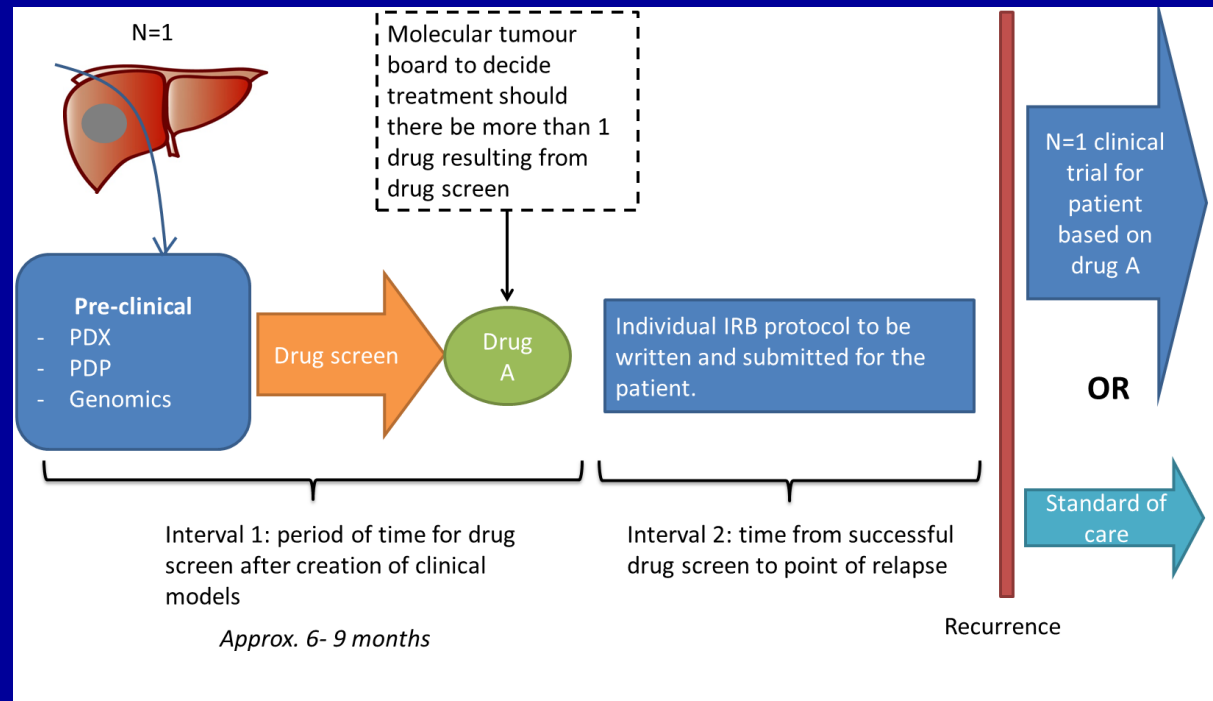 N=1
Molecular tumour
board to decide
treatment should
there be more than 1
drug resulting from
drug screen
Pre-clinical
- PDX
- PDP
- Genomics
Drug screen
Drug
A
Individual IRB protocol to be
written and submitted for the
patient.
N=1 clinical
trial for
patient
based on
drug A
OR
Standard of
care
Interval 1: period of time for drug
screen after creation of clinical
models
Approx. 6- 9 months
Interval 2: time from successful
drug screen to point of relapse
Recurrence